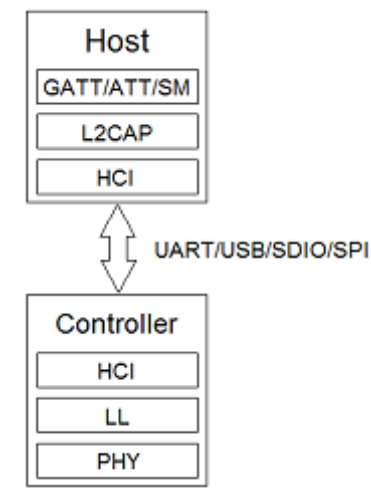 Host
GATT/ATT/SM
L2CAP
HCI
UART/USB/SDIO/SPI
Controller
HCI
LL
PHY